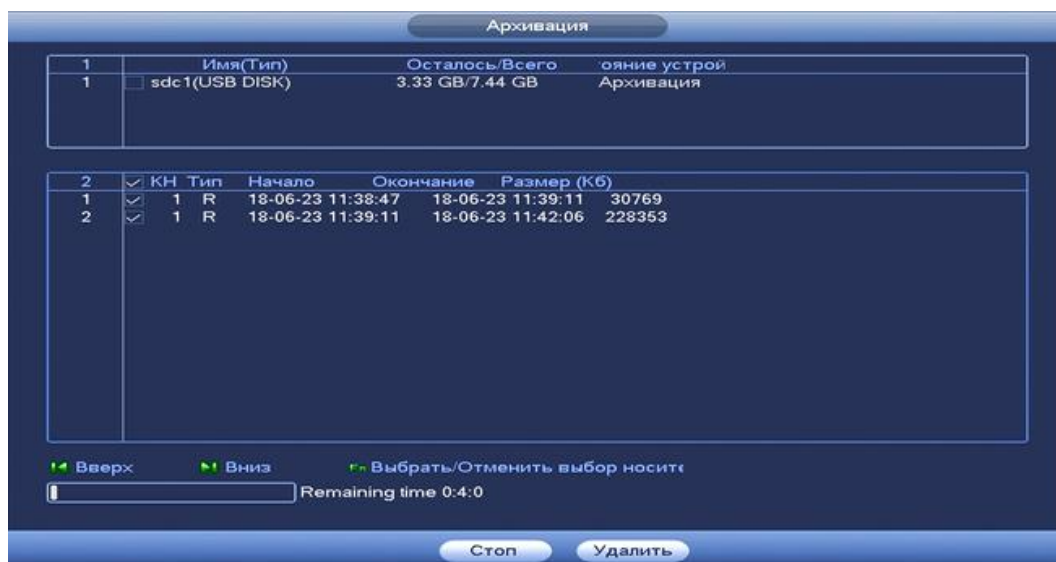 Архивация
1 Имя(Тип) Осталось/Всего ояние устрой
1 sdc1(USB DISK) 3.33 GB/7.44 GB Архивация
2 КН Тип Начало Окончание Размер (Кб)
1 1 R 18-06-23 11:38:47 18-06-23 11:39:11 30769
2 1 R 18-06-23 11:39:11 18-06-23 11:42:06 228353
Вверх Вниз Fn Выбрать/Отменить выбор носите
Remaining time 0:4:0
Стоп Удалить